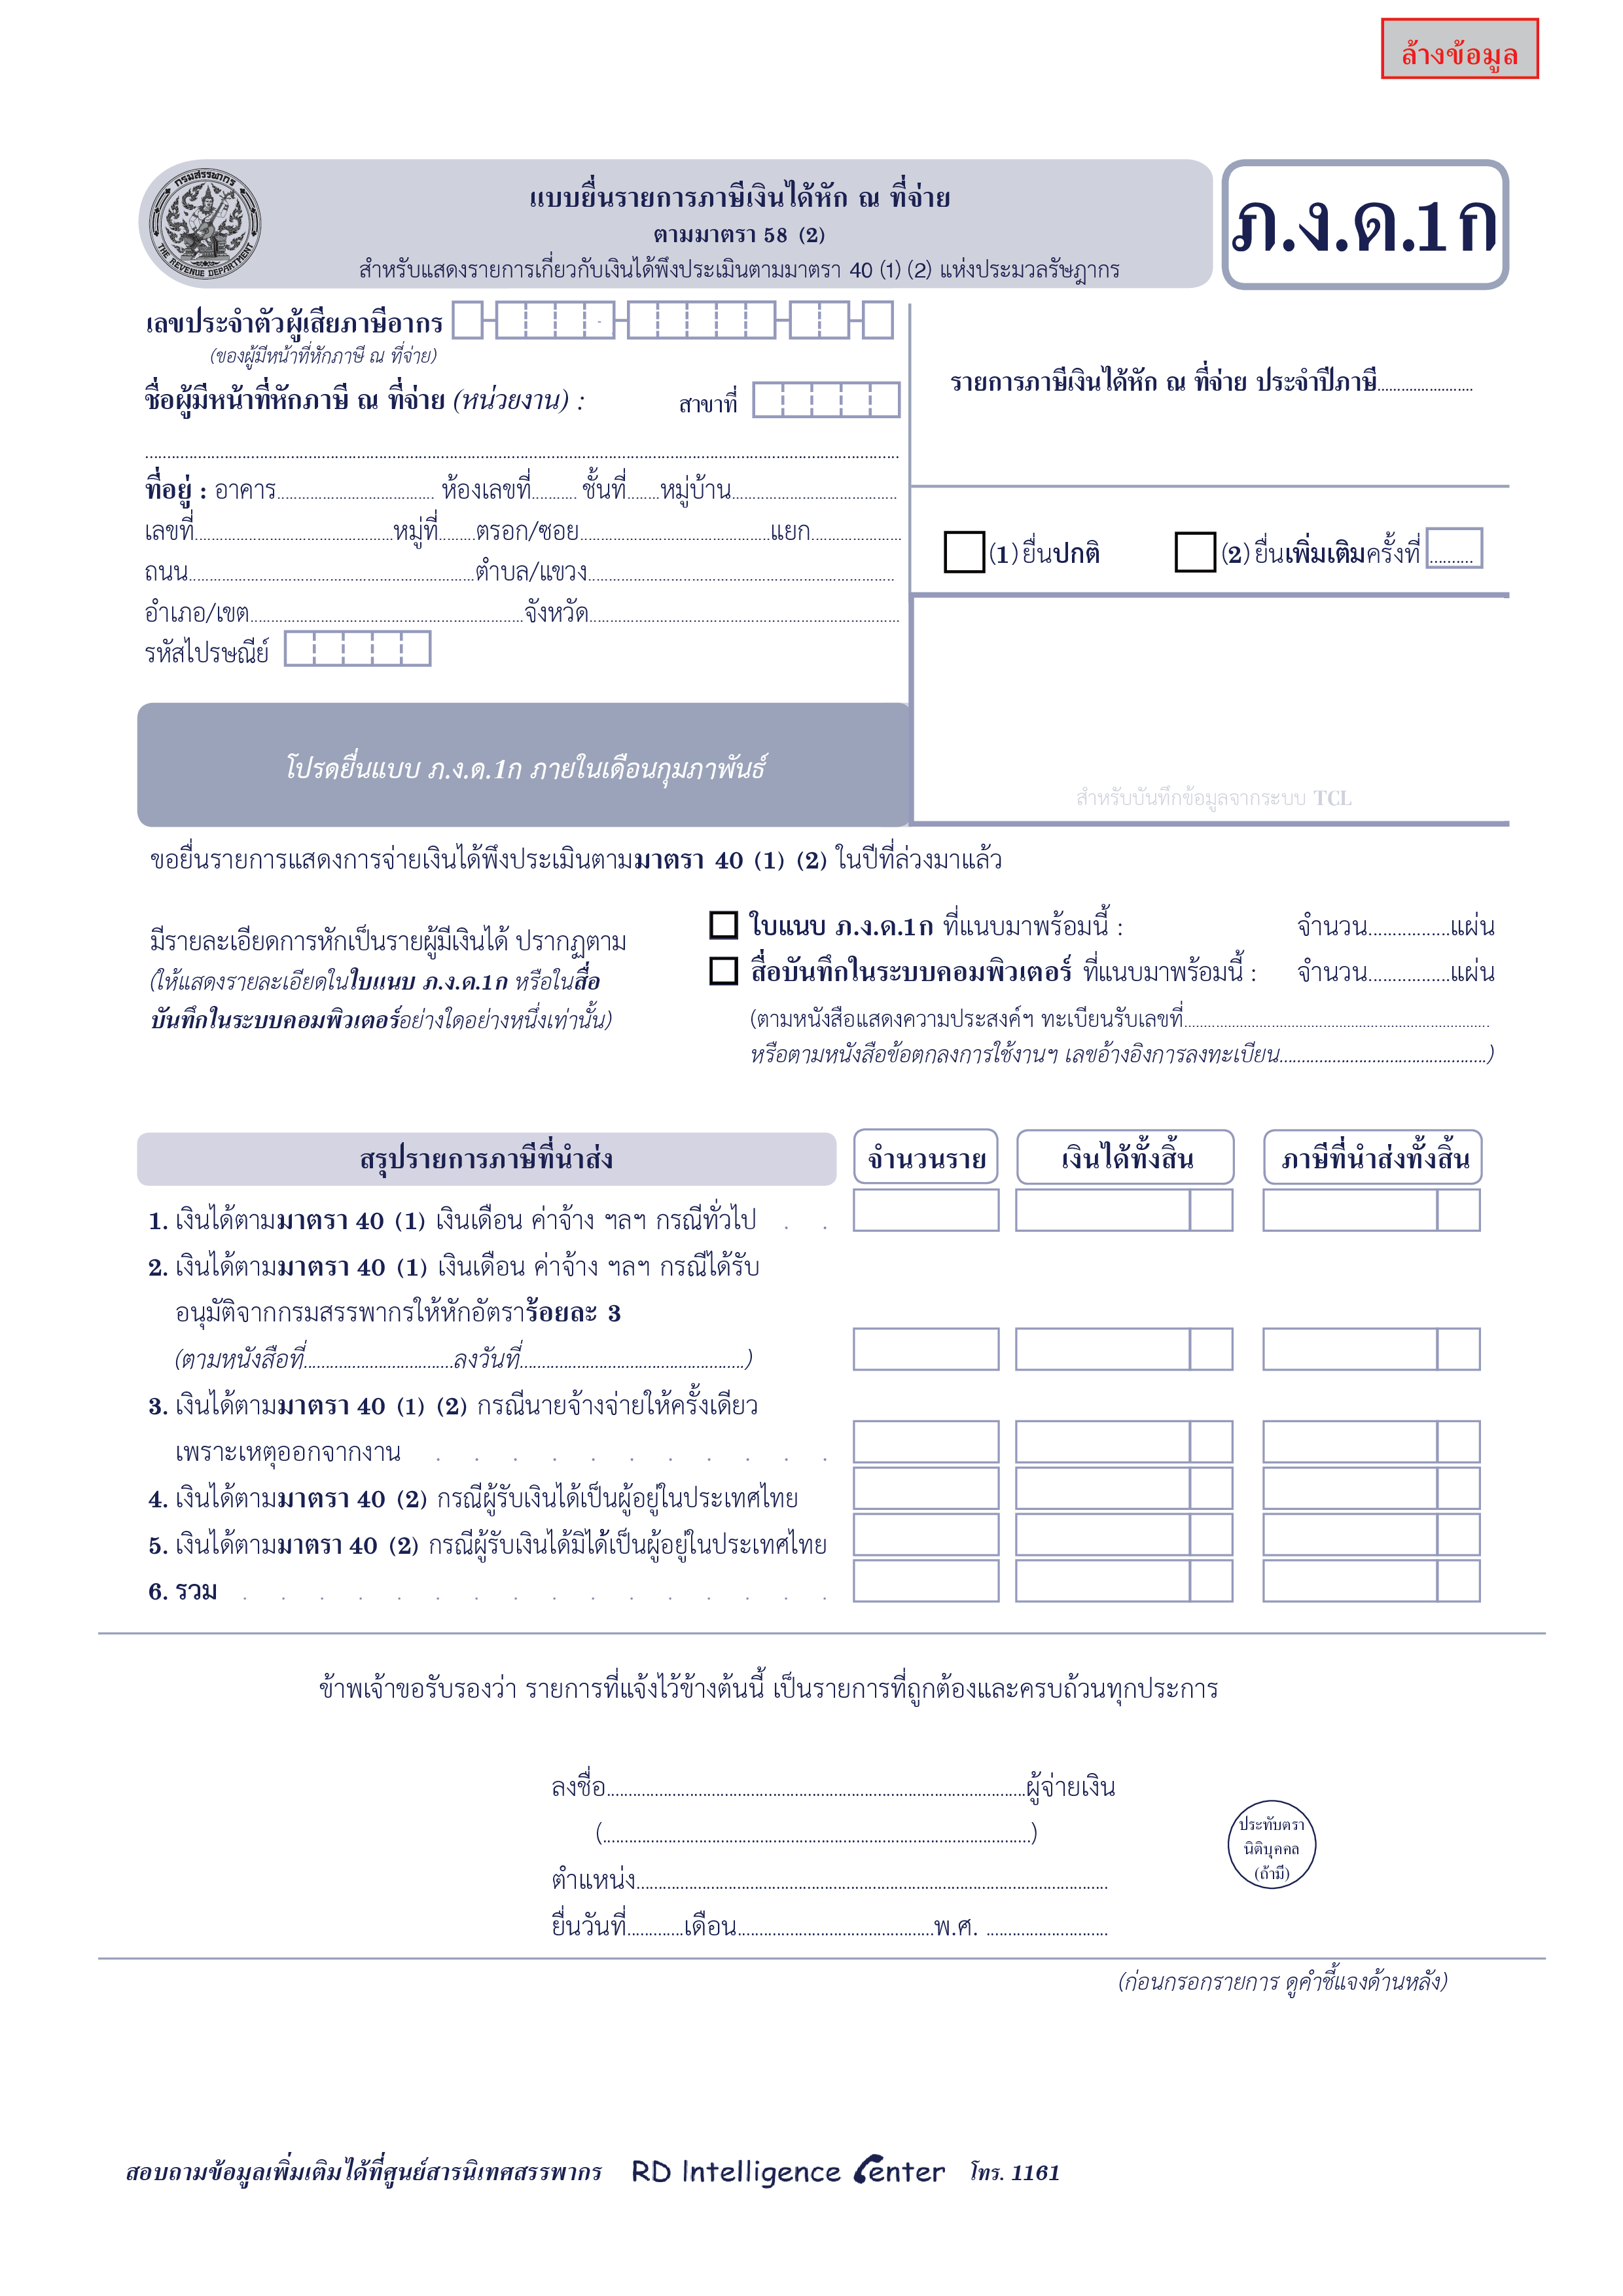 ล้างข้อมูล
กรมสรรพากร
THE REVENUE DEPARTMENT
แบบยื่นรายการภาษีเงินได้หัก ณ ที่จ่าย
ตามมาตรา 58 (2)
สำหรับแสดงรายการเกี่ยวกับเงินได้พึงประเมินตามมาตรา 40 (1) (2) แห่งประมวลรัษฎากร
ภ.ง.ด.1ก
เลขประจำตัวผู้เสียภาษีอากร
(ของผู้มีหน้าที่หักภาษี ณ ที่จ่าย)
ชื่อผู้มีหน้าที่หักภาษี ณ ที่จ่าย (หน่วยงาน) : สาขาที่
ที่อยู่ : อาคาร.................... ห้องเลขที่.......... ชั้นที่........หมู่บ้าน....................
เลขที่....................หมู่ที่.........ตรอก/ซอย....................แยก....................
ถนน....................ตำบล/แขวง....................
อำเภอ/เขต....................จังหวัด....................
รหัสไปรษณีย์
รายการภาษีเงินได้หัก ณ ที่จ่าย ประจำปีภาษี....................
(1) ยื่นปกติ (2) ยื่นเพิ่มเติมครั้งที่..........
โปรดยื่นแบบ ภ.ง.ด.1ก ภายในเดือนกุมภาพันธ์
สำหรับบันทึกข้อมูลจากระบบ TCL
ขอยื่นรายการแสดงการจ่ายเงินได้พึงประเมินตามมาตรา 40 (1) (2) ในปีที่ล่วงมาแล้ว
มีรายละเอียดการหักเป็นรายผู้มีเงินได้ ปรากฏตาม
(ให้แสดงรายละเอียดในใบแนบ ภ.ง.ด.1ก หรือในสื่อ
บันทึกในระบบคอมพิวเตอร์อย่างใดอย่างหนึ่งเท่านั้น)
ใบแนบ ภ.ง.ด.1ก ที่แนบมาพร้อมนี้ : จำนวน................แผ่น
สื่อบันทึกในระบบคอมพิวเตอร์ ที่แนบมาพร้อมนี้ : จำนวน................แผ่น
(ตามหนังสือแสดงความประสงค์ฯ ทะเบียนรับเลขที่....................
หรือตามหนังสือข้อตกลงการใช้งานฯ เลขอ้างอิงการลงทะเบียน....................)
สรุปรายการภาษีที่นำส่ง จำนวนราย เงินได้ทั้งสิ้น ภาษีที่นำส่งทั้งสิ้น
1. เงินได้ตามมาตรา 40 (1) เงินเดือน ค่าจ้าง ฯลฯ กรณีทั่วไป . .
2. เงินได้ตามมาตรา 40 (1) เงินเดือน ค่าจ้าง ฯลฯ กรณีได้รับ
อนุมัติจากกรมสรรพากรให้หักอัตราร้อยละ 3
(ตามหนังสือที่....................ลงวันที่....................)
3. เงินได้ตามมาตรา 40 (1) (2) กรณีนายจ้างจ่ายให้ครั้งเดียว
เพราะเหตุออกจากงาน . . . . . . . . . . .
4. เงินได้ตามมาตรา 40 (2) กรณีผู้รับเงินได้เป็นผู้อยู่ในประเทศไทย
5. เงินได้ตามมาตรา 40 (2) กรณีผู้รับเงินได้มิได้เป็นผู้อยู่ในประเทศไทย
6. รวม . . . . . . . . . . . . . . . .
ข้าพเจ้าขอรับรองว่า รายการที่แจ้งไว้ข้างต้นนี้ เป็นรายการที่ถูกต้องและครบถ้วนทุกประการ
ลงชื่อ....................ผู้จ่ายเงิน
(....................)
ตำแหน่ง....................
ยื่นวันที่.............เดือน....................พ.ศ. ....................
ประทับตรา
นิติบุคคล
(ถ้ามี)
(ก่อนกรอกรายการ ดูคำชี้แจงด้านหลัง)
สอบถามข้อมูลเพิ่มเติมได้ที่ศูนย์สารนิเทศสรรพากร RD Intelligence Center โทร. 1161